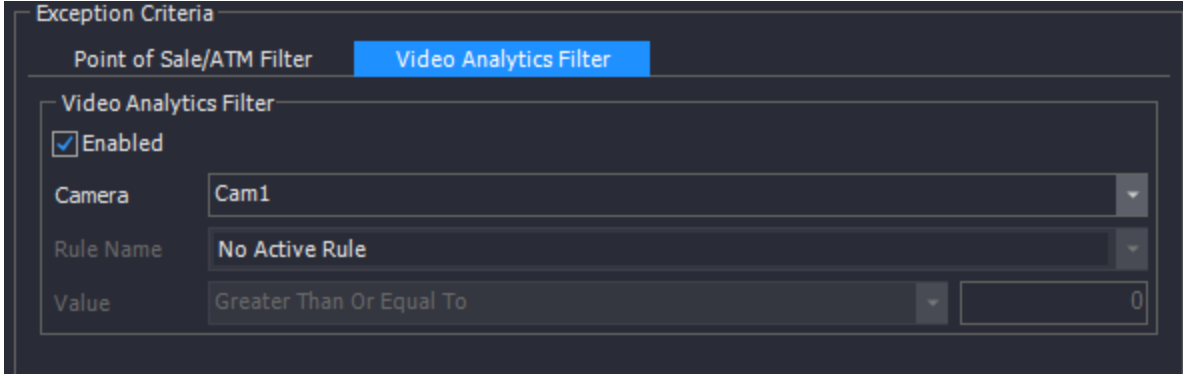 Exception Criteria
Point of Sale/ATM Filter Video Analytics Filter
Video Analytics Filter
Enabled
Camera Cam1
Rule Name No Active Rule
Value Greater Than Or Equal To 0